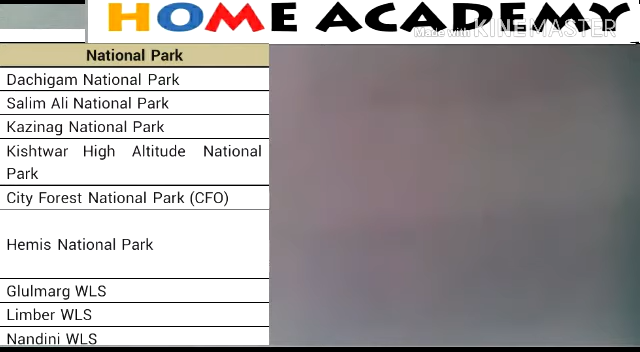 HOME ACADEMY
Made with KINEMASTER
National Park
Dachigam National Park
Salim Ali National Park
Kazinag National Park
Kishtwar High Altitude National
Park
City Forest National Park (CFO)
Hemis National Park
Glulmarg WLS
Limber WLS
Nandini WLS